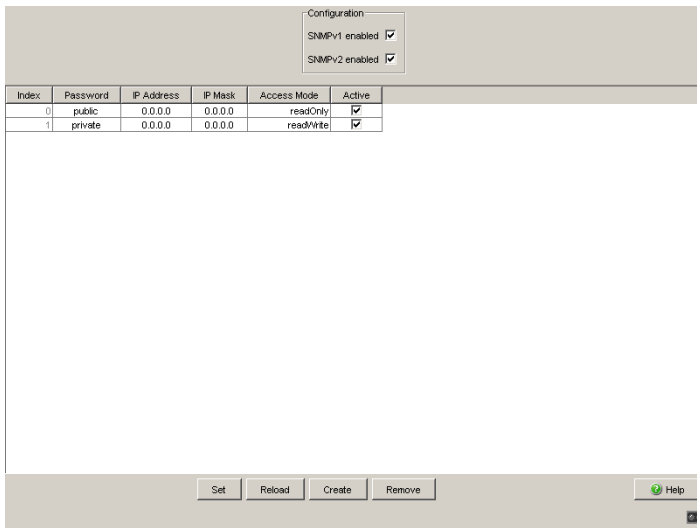 Configuration
SNMPv1 enabled
SNMPv2 enabled
Index Password IP Address IP Mask Access Mode Active
0 public 0.0.0.0 0.0.0.0 readOnly
1 private 0.0.0.0 0.0.0.0 readWrite
Set Reload Create Remove Help